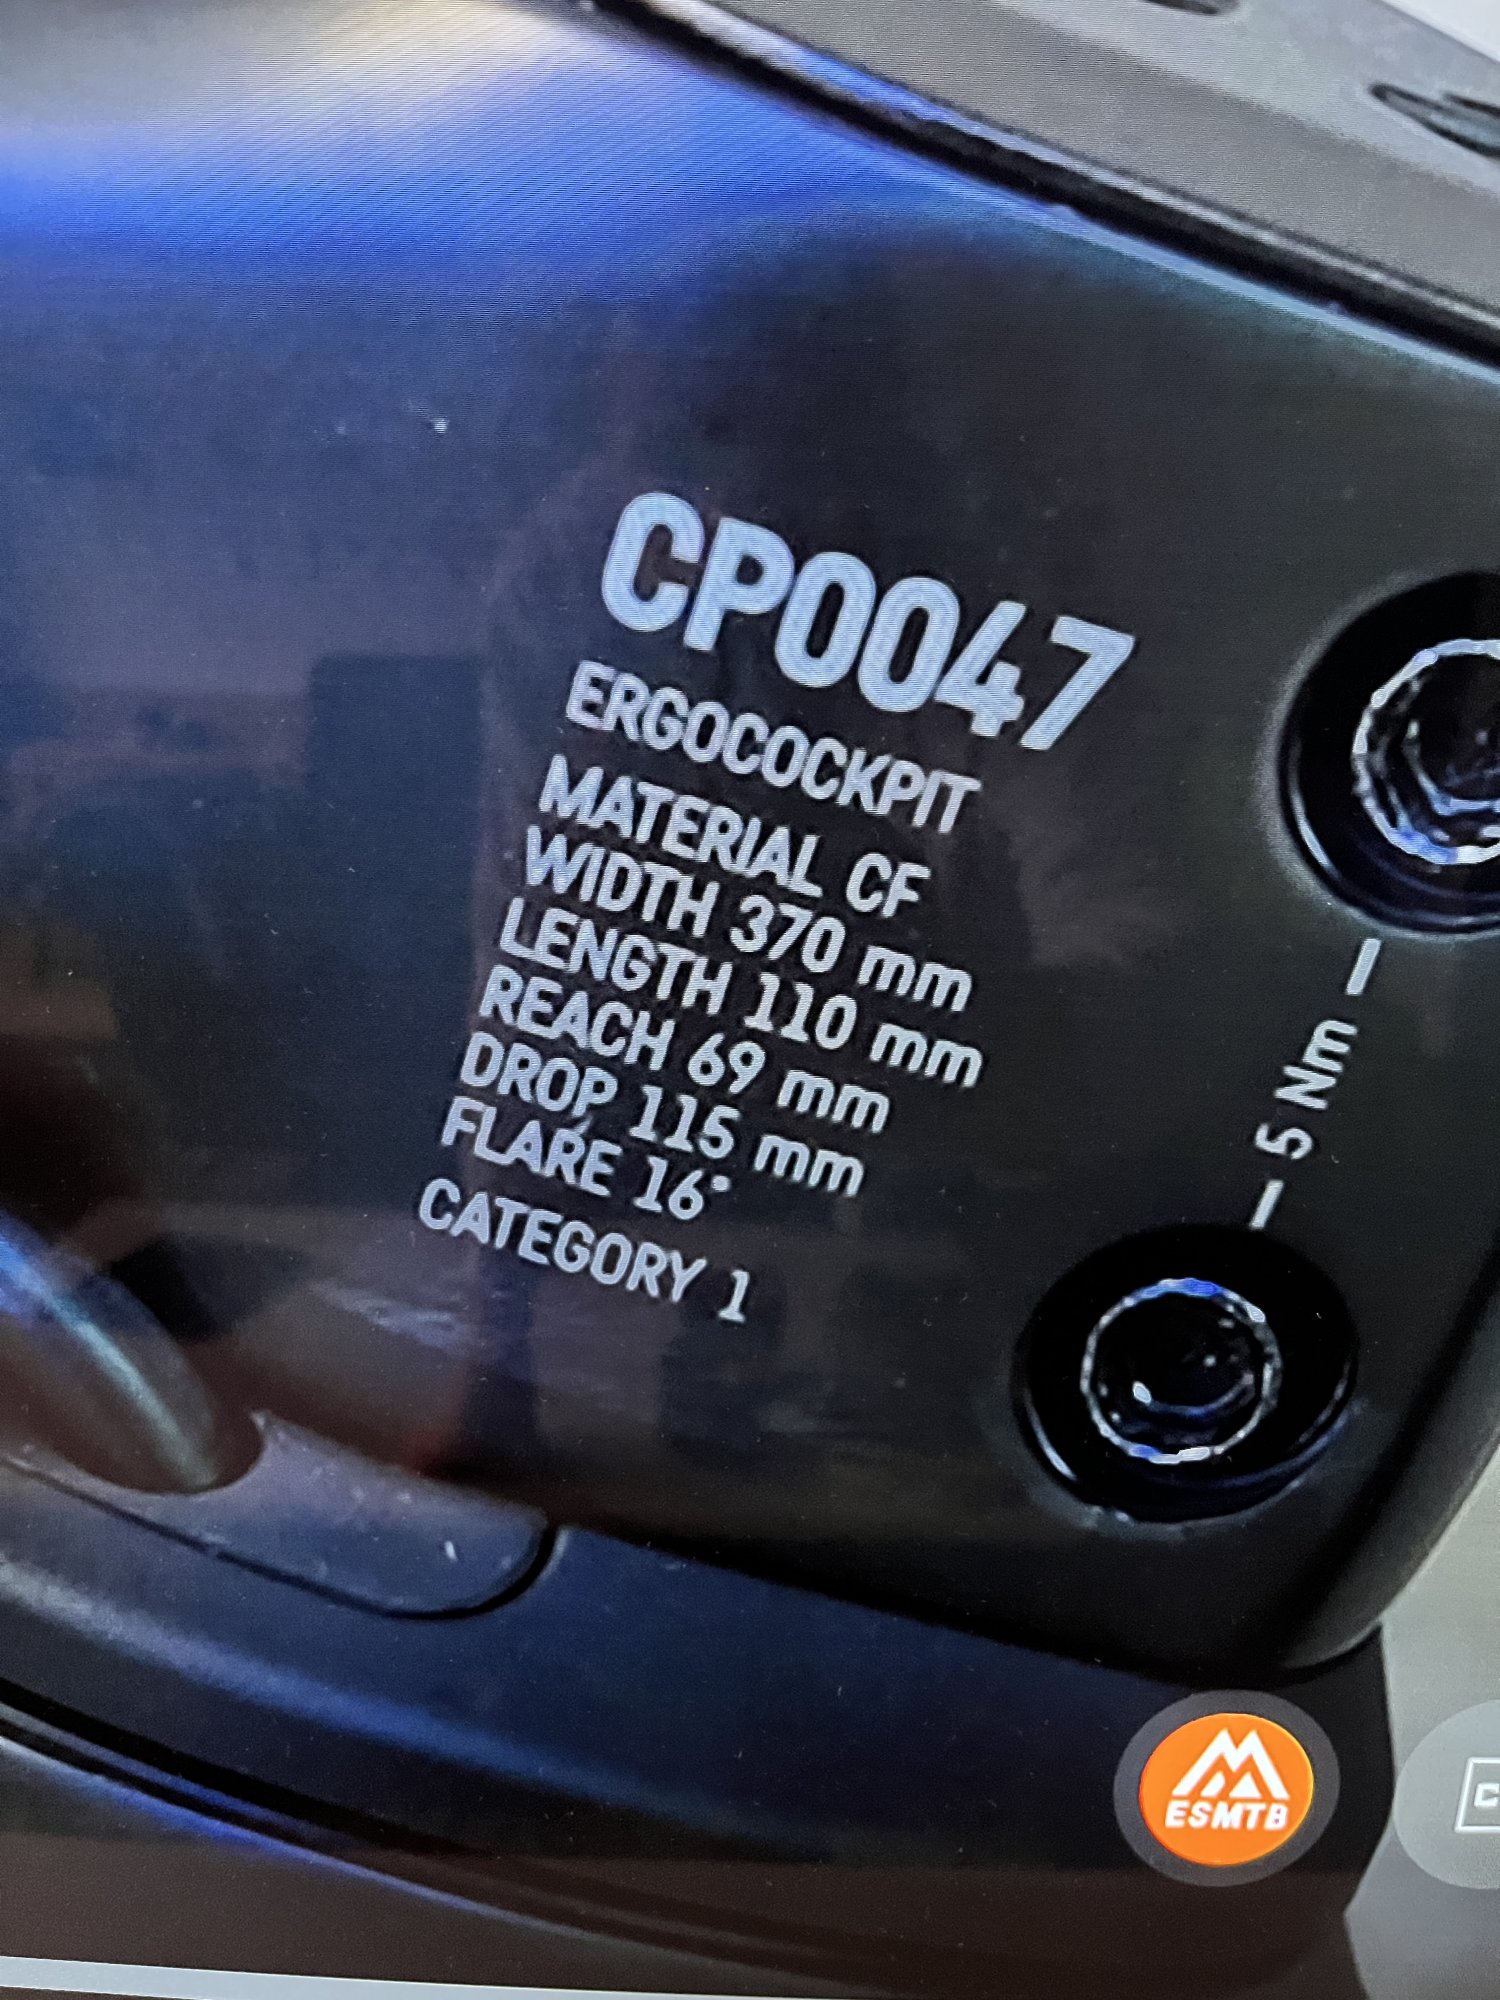 CP0047
ERGOCOCKPIT
MATERIAL CF
WIDTH 370 mm
LENGTH 110 mm
REACH 69 mm
DROP 115 mm
FLARE 16°
CATEGORY 1
5 Nm
ESMTB